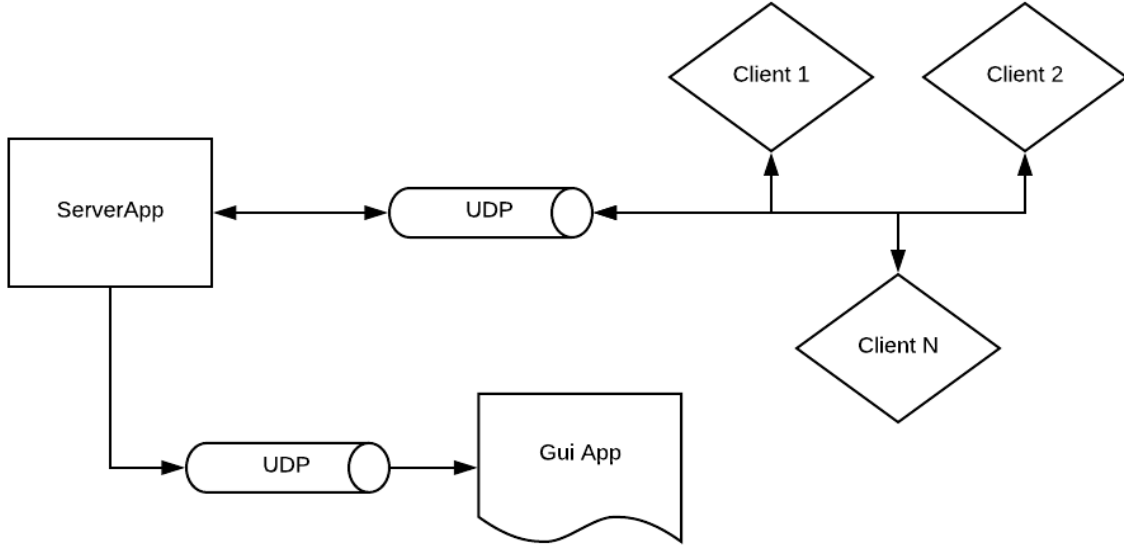 Client 1
Client 2
ServerApp
UDP
Client N
UDP
Gui App